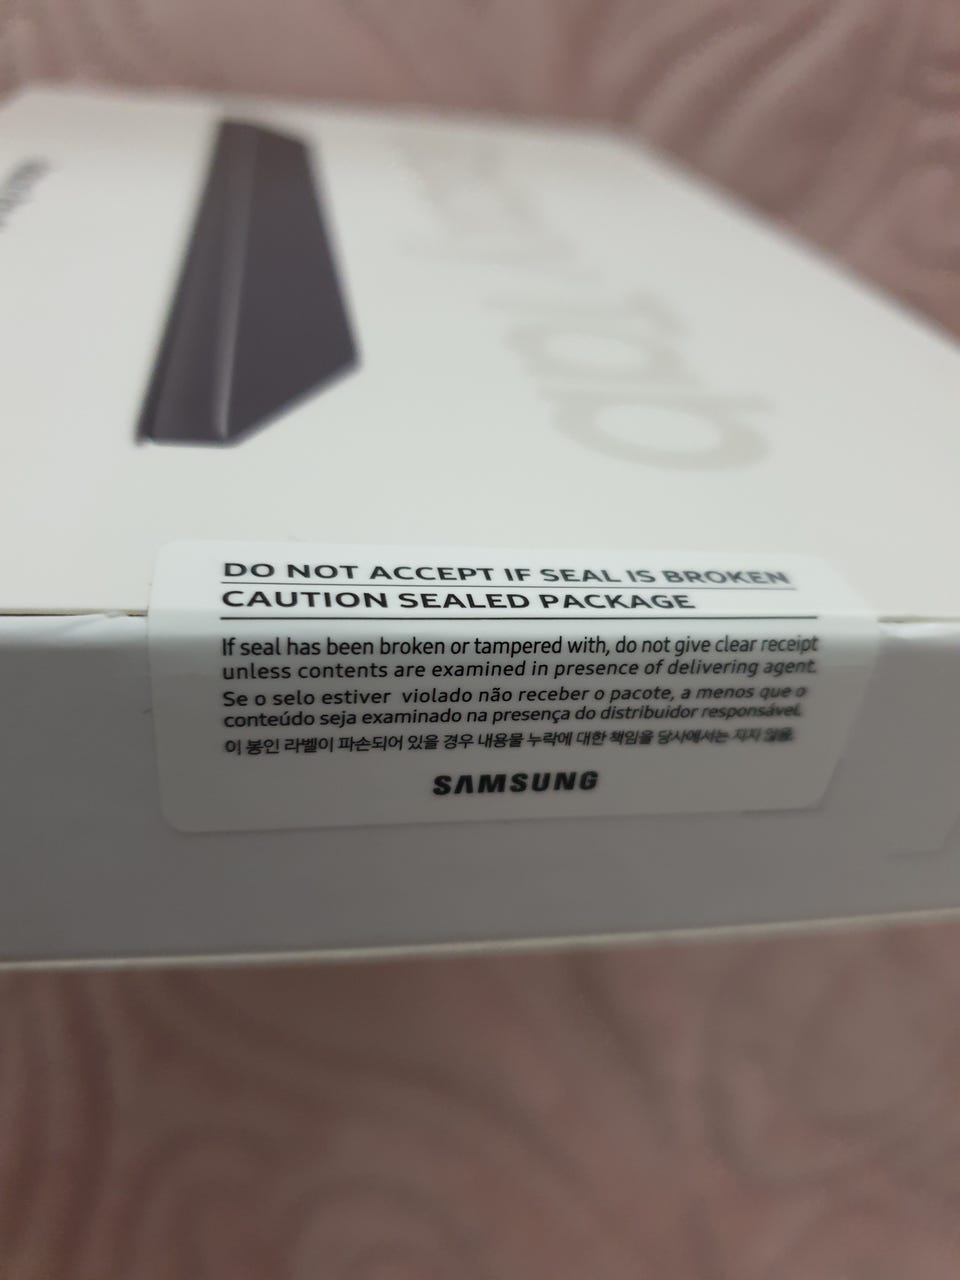 Tab
DO NOT ACCEPT IF SEAL IS BROKEN
CAUTION SEALED PACKAGE
If seal has been broken or tampered with, do not give clear receipt
unless contents are examined in presence of delivering agent.
Se o selo estiver violado não receber o pacote, a menos que o
conteúdo seja examinado na presença do distribuidor responsável.
이 봉인 라벨이 파손되어 있을 경우 내용물 누락에 대한 책임을 당사에서는 지지 않음.
SAMSUNG